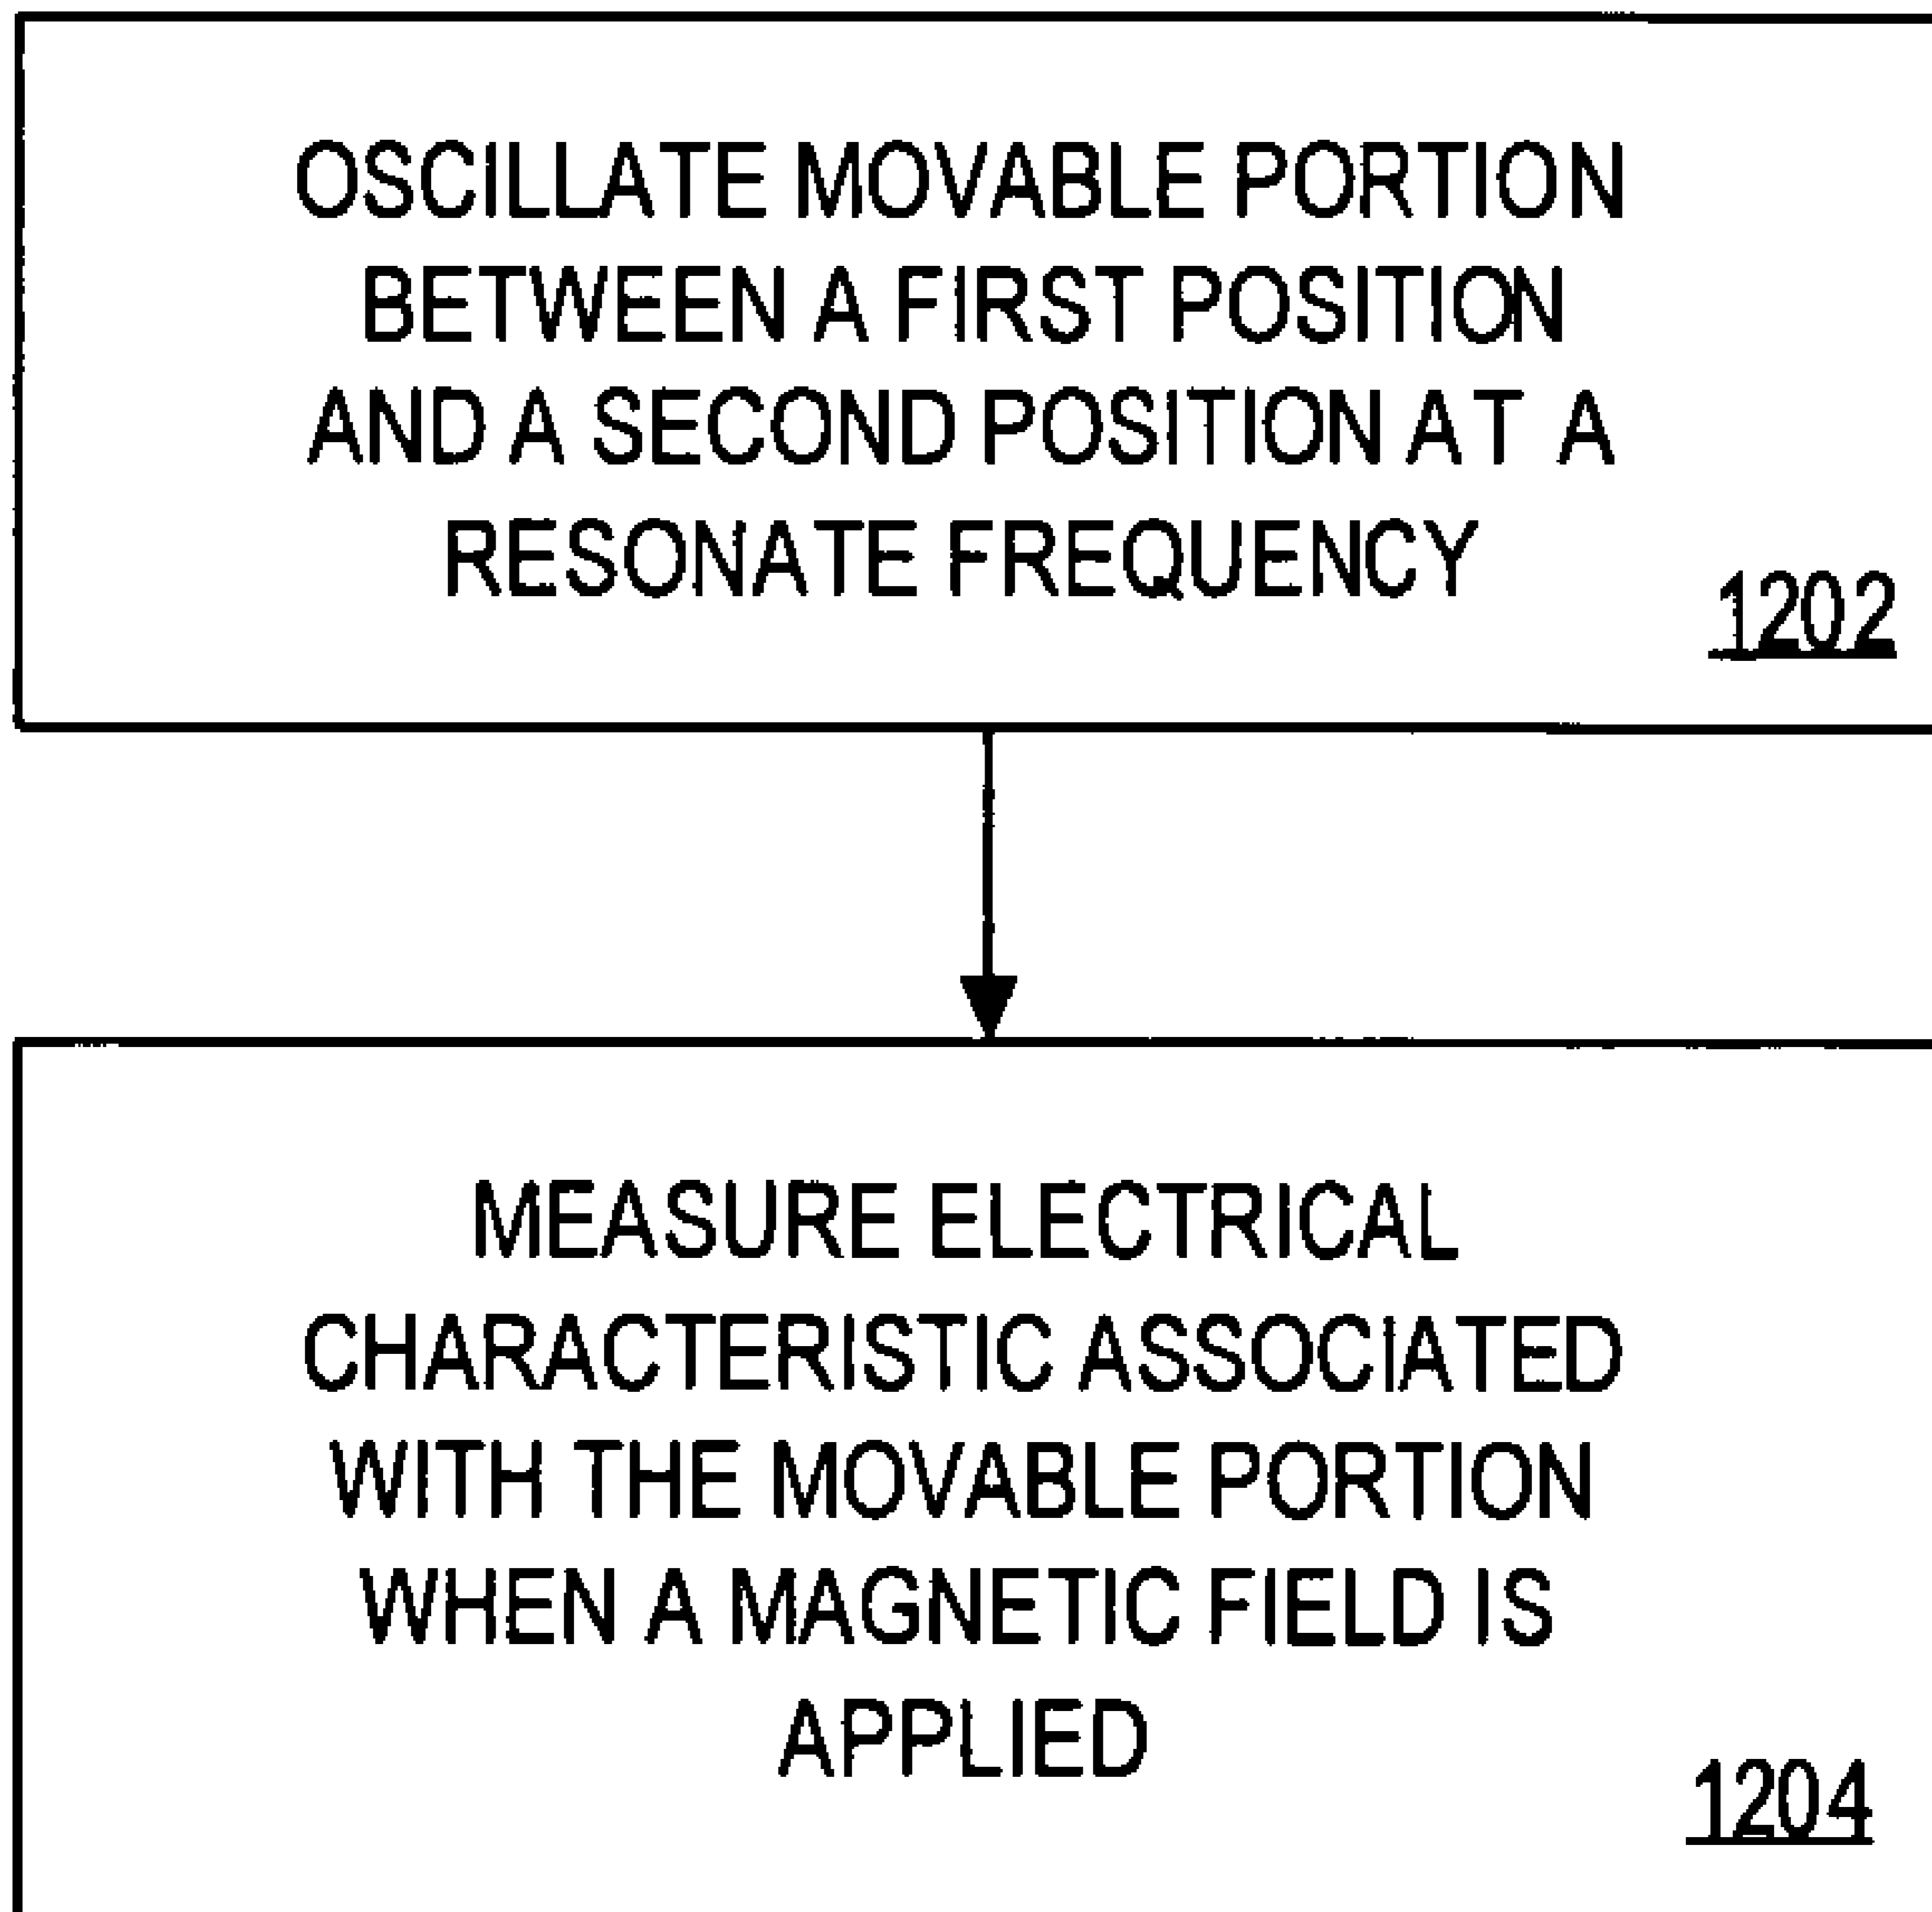 OSCILLATE MOVABLE PORTION
BETWEEN A FIRST POSITION
AND A SECOND POSITION AT A
RESONATE FREQUENCY
1202
MEASURE ELECTRICAL
CHARACTERISTIC ASSOCIATED
WITH THE MOVABLE PORTION
WHEN A MAGNETIC FIELD IS
APPLIED
1204